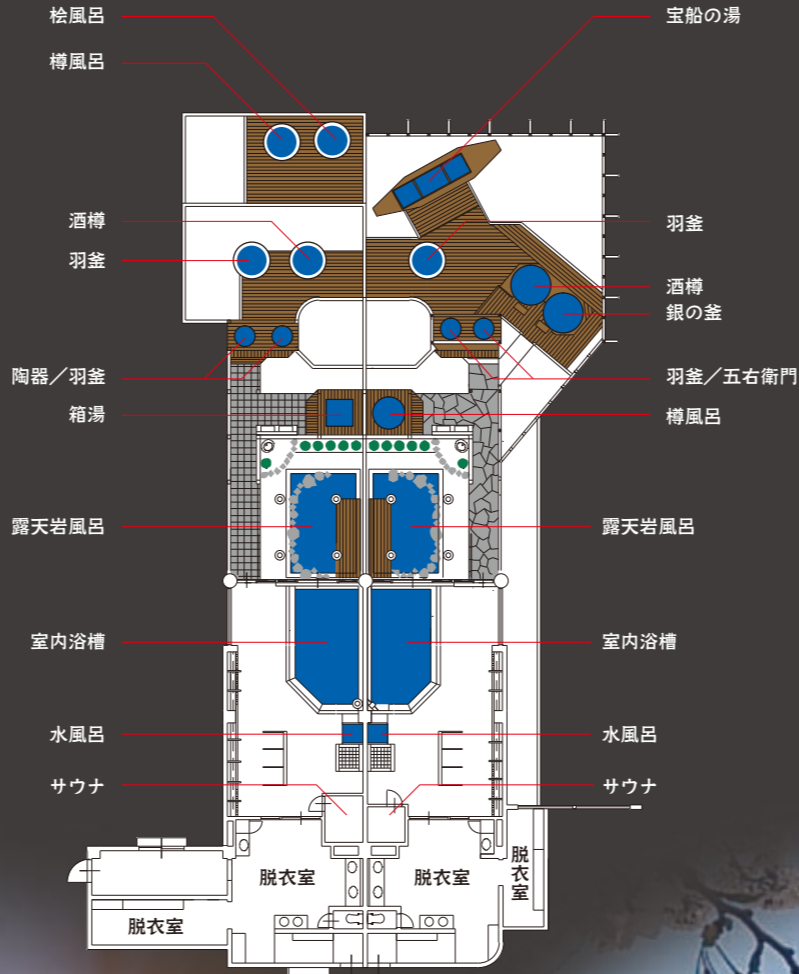 桧風呂
宝船の湯
樽風呂
酒樽
羽釜
羽釜
酒樽
銀の釜
陶器／羽釜
羽釜／五右衛門
箱湯
樽風呂
露天岩風呂
露天岩風呂
室内浴槽
室内浴槽
水風呂
水風呂
サウナ
サウナ
脱衣室
脱衣室
脱衣室
脱衣室